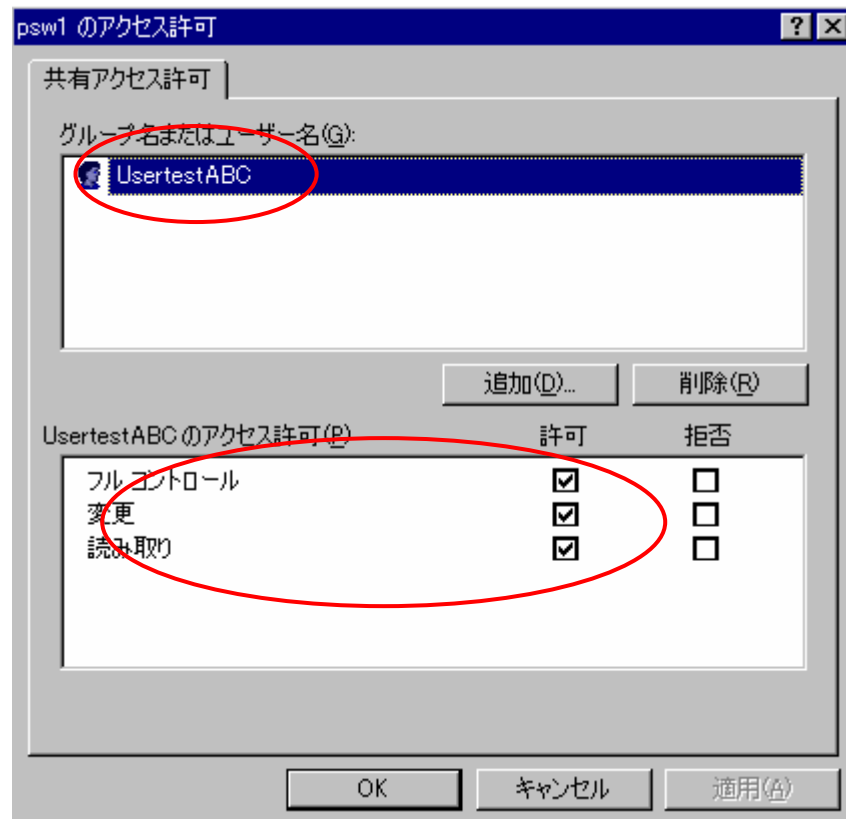 psw1 のアクセス許可
共有アクセス許可
グループ名またはユーザー名(G):
UsertestABC
追加(D)... 削除(R)
UsertestABC のアクセス許可(P) 許可 拒否
フル コントロール
変更
読み取り
OK キャンセル 適用(A)